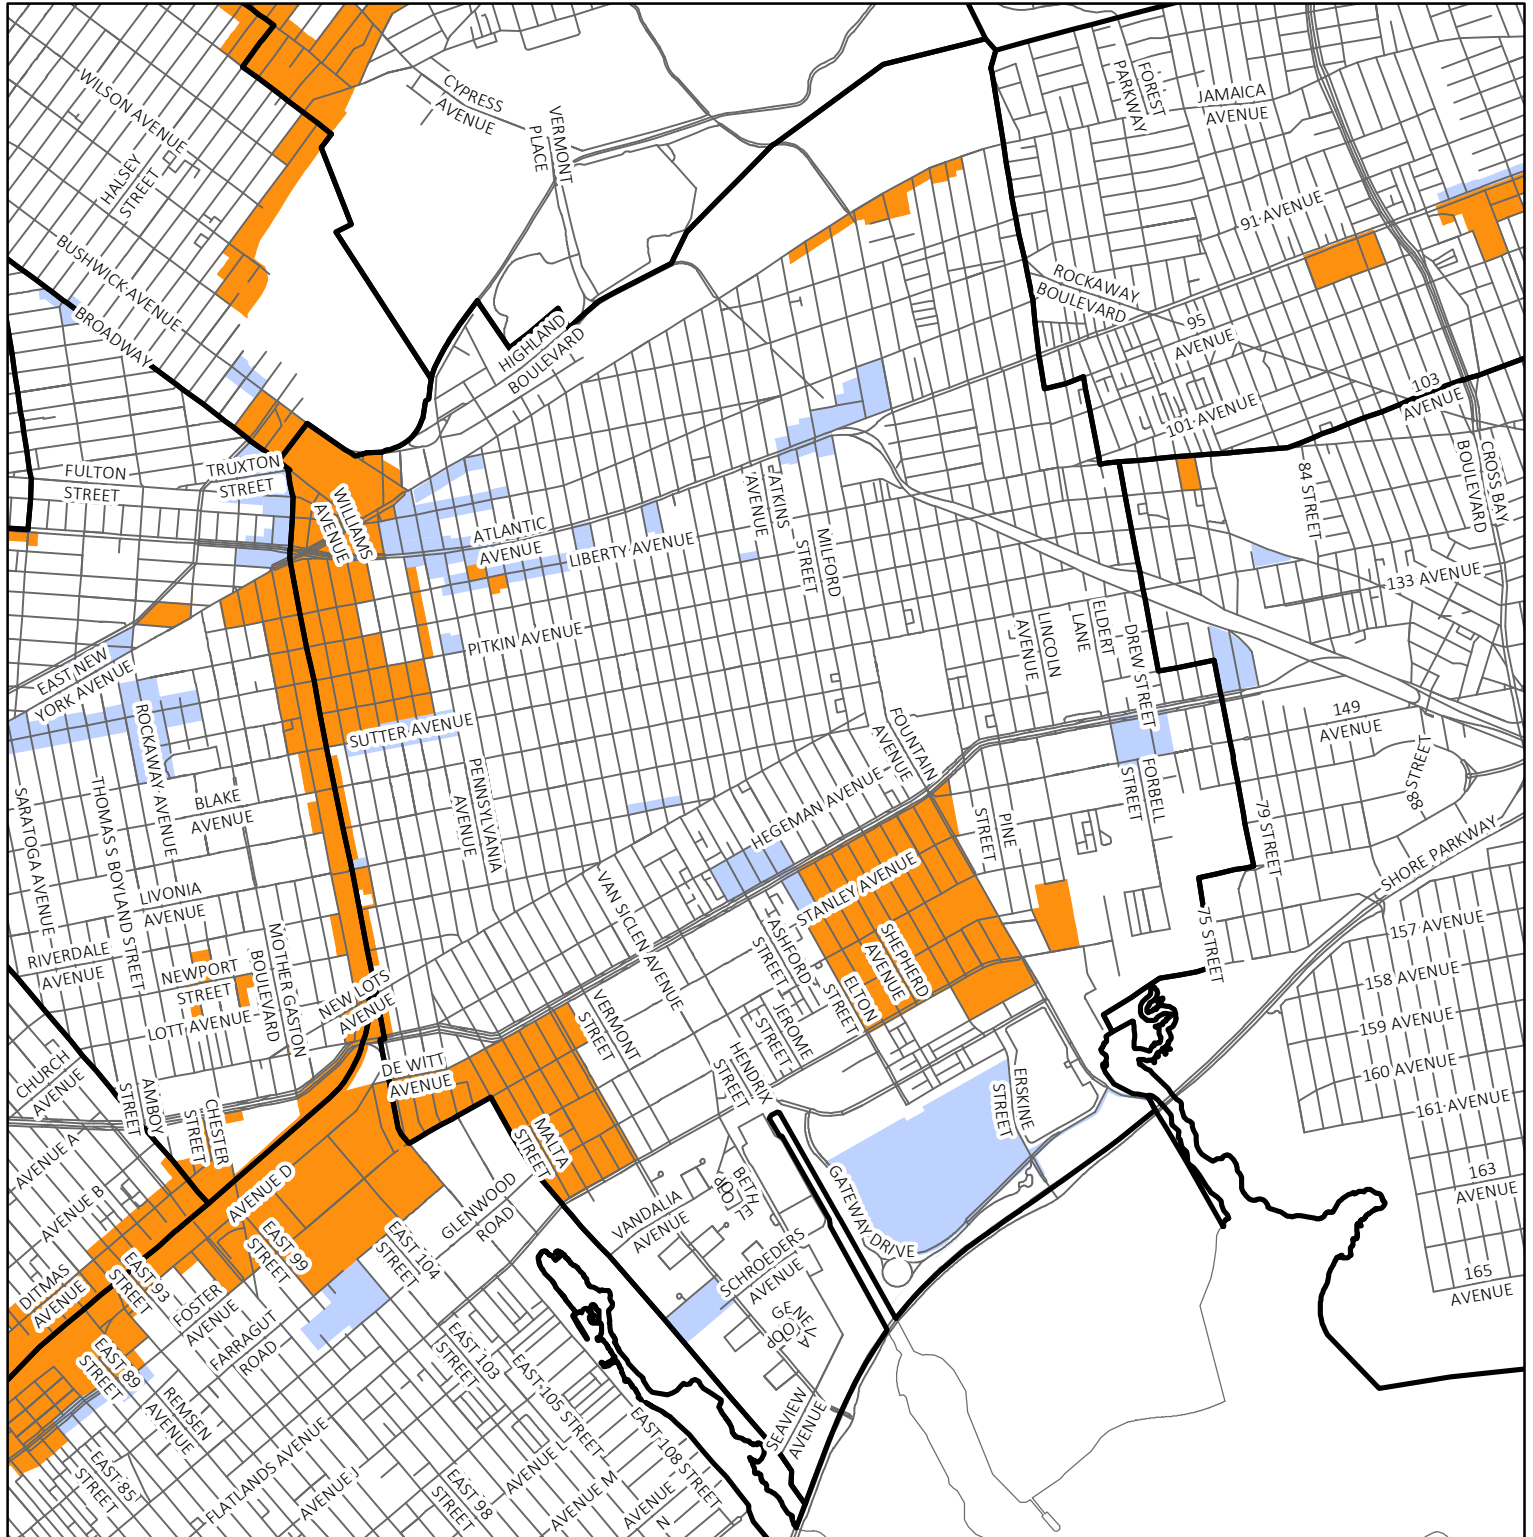 WILSON AVENUE
CYPRESS
AVENUE
VERMONT
PLACE
FOREST
PARKWAY
JAMAICA
AVENUE
HALSEY
STREET
91 AVENUE
BUSHWICK AVENUE
BROADWAY
ROCKAWAY
BOULEVARD
95
AVENUE
HIGHLAND
BOULEVARD
103
AVENUE
101 AVENUE
FULTON
STREET
TRUXTON
STREET
WILLIAMS
AVENUE
ATLANTIC
AVENUE
LIBERTY AVENUE
ATKINS
AVENUE
MILFORD
STREET
84 STREET
CROSS BAY
BOULEVARD
133 AVENUE
EAST NEW
YORK AVENUE
PITKIN AVENUE
LINCOLN
AVENUE
ELDERT
LANE
DREW STREET
ROCKAWAY AVENUE
SUTTER AVENUE
FOUNTAIN
AVENUE
149
AVENUE
88 STREET
SARATOGA AVENUE
THOMAS S BOYLAND STREET
BLAKE
AVENUE
PENNSYLVANIA
AVENUE
HEGEMAN AVENUE
PINE
STREET
FORBELL
STREET
79 STREET
SHORE PARKWAY
LIVONIA
AVENUE
VAN SICLEN AVENUE
STANLEY AVENUE
75 STREET
157 AVENUE
RIVERDALE
AVENUE
NEWPORT
STREET
MOTHER GASTON
BOULEVARD
NEW LOTS
AVENUE
ASHFORD
STREET
SHEPHERD
AVENUE
ELTON
STREET
158 AVENUE
LOTT AVENUE
VERMONT
STREET
JEROME
STREET
159 AVENUE
CHURCH
AVENUE
DE WITT
AVENUE
HENDRIX
STREET
ERSKINE
STREET
160 AVENUE
161 AVENUE
AMBOY
STREET
CHESTER
STREET
AVENUE A
MALTA
STREET
AVENUE D
AVENUE B
GLENWOOD
ROAD
VANDALIA
AVENUE
BETHEL
LOOP
GATEWAY DRIVE
163
AVENUE
EAST 99
STREET
EAST 104
STREET
SCHROEDERS
AVENUE
165
AVENUE
DITMAS
AVENUE
EAST 93
STREET
FOSTER
AVENUE
FARRAGUT
ROAD
GENEVA
LOOP
EAST 89
STREET
REMSEN
AVENUE
EAST 103
STREET
EAST 105 STREET
EAST 108 STREET
SEAVIEW
AVENUE
EAST 85
STREET
FLATLANDS AVENUE
AVENUE J
EAST 98
STREET
AVENUE L
AVENUE M
AVENUE
N